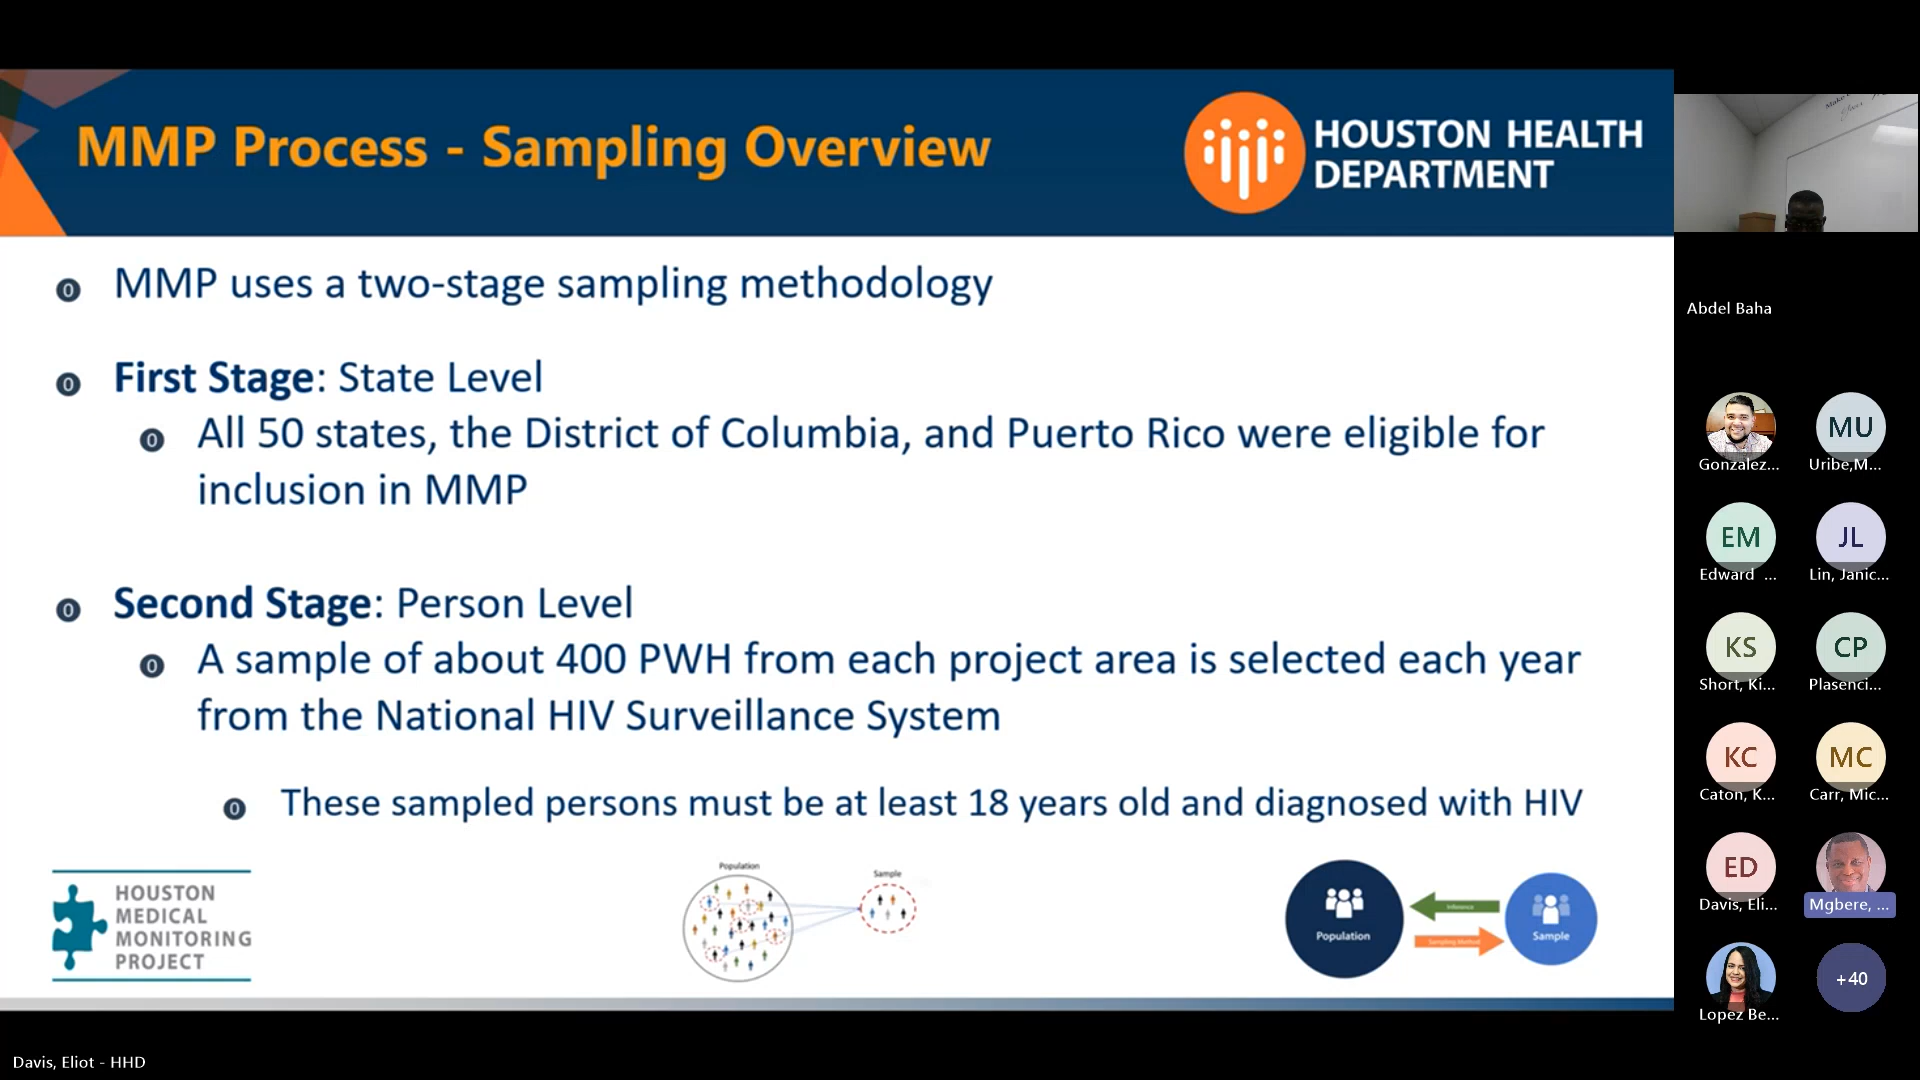 MMP Process - Sampling Overview
HOUSTON HEALTH
DEPARTMENT
MMP uses a two-stage sampling methodology
First Stage: State Level
All 50 states, the District of Columbia, and Puerto Rico were eligible for
inclusion in MMP
Second Stage: Person Level
A sample of about 400 PWH from each project area is selected each year
from the National HIV Surveillance System
These sampled persons must be at least 18 years old and diagnosed with HIV
HOUSTON
MEDICAL
MONITORING
PROJECT
Population
Sample
Population
Inference
Sampling Method
Sample
Abdel Baha
Gonzalez...
MU
Uribe,M...
EM
Edward ...
JL
Lin, Janic...
KS
Short, Ki...
CP
Plasenci...
KC
Caton, K...
MC
Carr, Mic...
ED
Davis, Eli...
Mgbere, ...
Lopez Be...
+40
Davis, Eliot - HHD